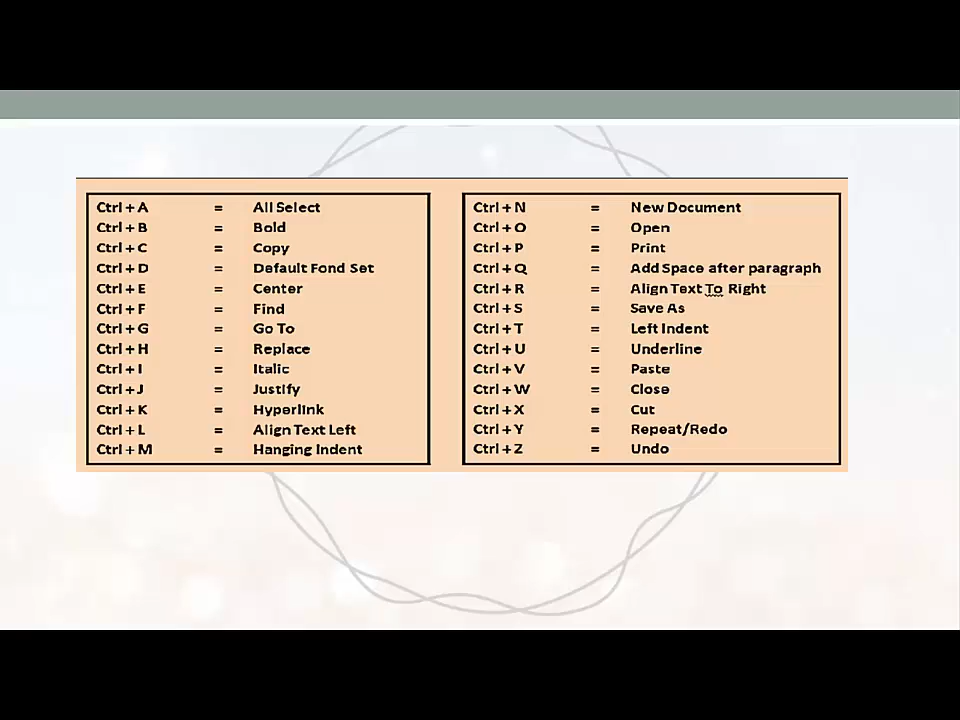 Ctrl + A = All Select
Ctrl + B = Bold
Ctrl + C = Copy
Ctrl + D = Default Fond Set
Ctrl + E = Center
Ctrl + F = Find
Ctrl + G = Go To
Ctrl + H = Replace
Ctrl + I = Italic
Ctrl + J = Justify
Ctrl + K = Hyperlink
Ctrl + L = Align Text Left
Ctrl + M = Hanging Indent
Ctrl + N = New Document
Ctrl + O = Open
Ctrl + P = Print
Ctrl + Q = Add Space after paragraph
Ctrl + R = Align Text To Right
Ctrl + S = Save As
Ctrl + T = Left Indent
Ctrl + U = Underline
Ctrl + V = Paste
Ctrl + W = Close
Ctrl + X = Cut
Ctrl + Y = Repeat/Redo
Ctrl + Z = Undo